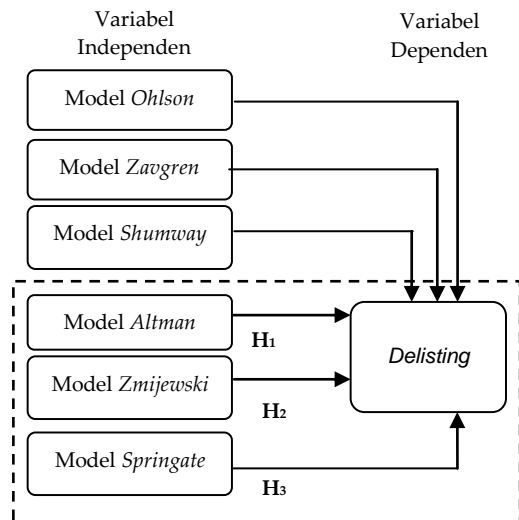 Variabel
Independen
Variabel
Dependen
Model Ohlson
Model Zavgren
Model Shumway
Model Altman
H1
Model Zmijewski
H2
Model Springate
H3
Delisting